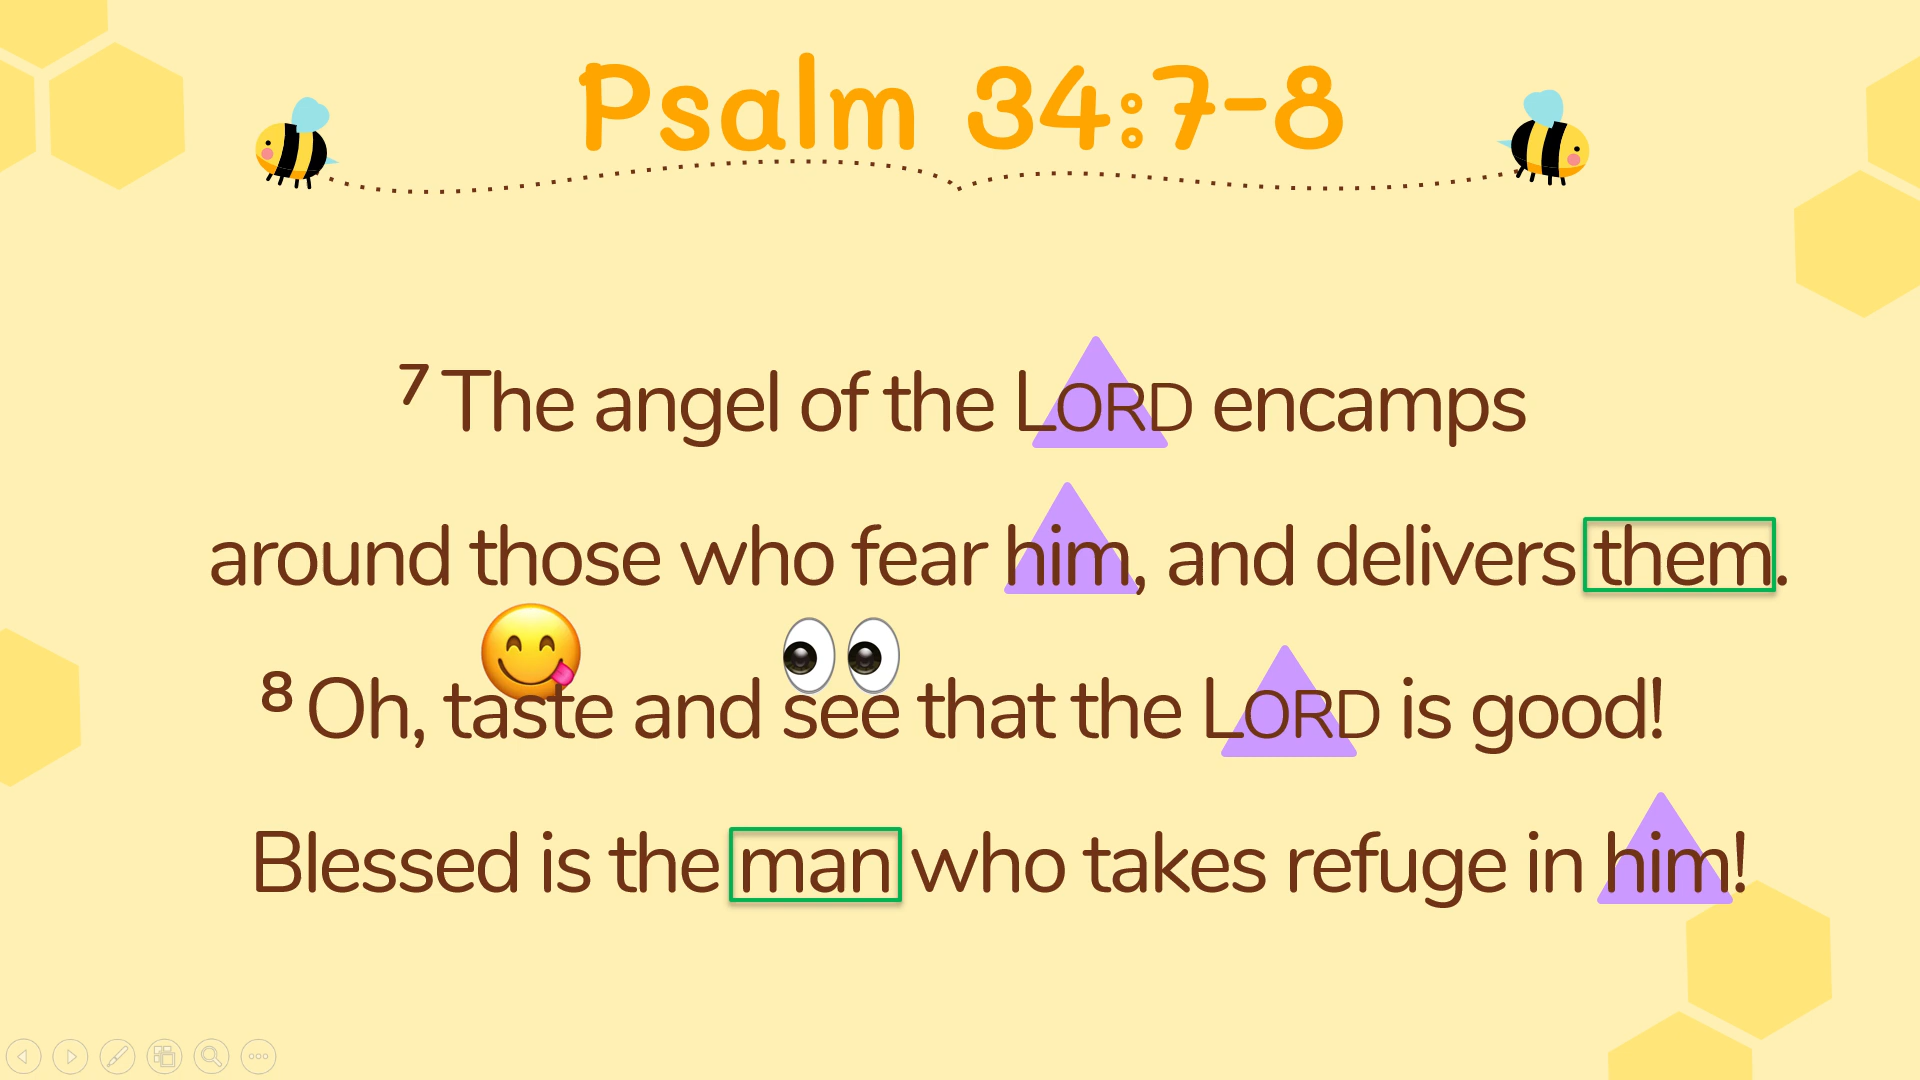 Psalm 34:7-8
7 The angel of the LORD encamps
around those who fear him, and delivers them.
8 Oh, taste and see that the LORD is good!
Blessed is the man who takes refuge in him!